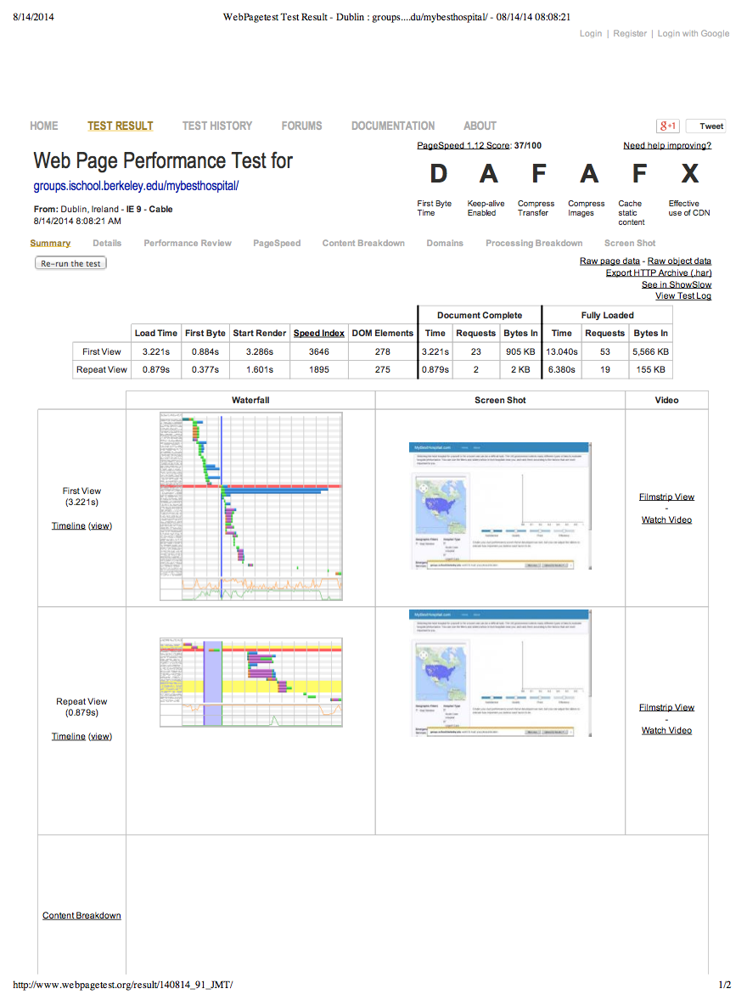 8/14/2014 WebPagetest Test Result - Dublin : groups....du/mybesthospital/ - 08/14/14 08:08:21
Login | Register | Login with Google
HOME TEST RESULT TEST HISTORY FORUMS DOCUMENTATION ABOUT g+1 Tweet
PageSpeed 1.12 Score: 37/100 Need help improving?
Web Page Performance Test for
groups.ischool.berkeley.edu/mybesthospital/
From: Dublin, Ireland - IE 9 - Cable
8/14/2014 8:08:21 AM
D A F A F X
First Byte Time
Keep-alive Enabled
Compress Transfer
Compress Images
Cache static content
Effective use of CDN
Summary Details Performance Review PageSpeed Content Breakdown Domains Processing Breakdown Screen Shot
Re-run the test
Raw page data - Raw object data
Export HTTP Archive (.har)
See in ShowSlow
View Test Log
Document Complete Fully Loaded
Load Time First Byte Start Render Speed Index DOM Elements Time Requests Bytes In Time Requests Bytes In
First View 3.221s 0.884s 3.286s 3646 278 3.221s 23 905 KB 13.040s 53 5,566 KB
Repeat View 0.879s 0.377s 1.601s 1895 275 0.879s 2 2 KB 6.380s 19 155 KB
Waterfall Screen Shot Video
First View
(3.221s)
Timeline (view)
MyBestHospital.com
Filmstrip View
-
Watch Video
Repeat View
(0.879s)
Timeline (view)
MyBestHospital.com
Filmstrip View
-
Watch Video
Content Breakdown
http://www.webpagetest.org/result/140814_91_JMT/ 1/2